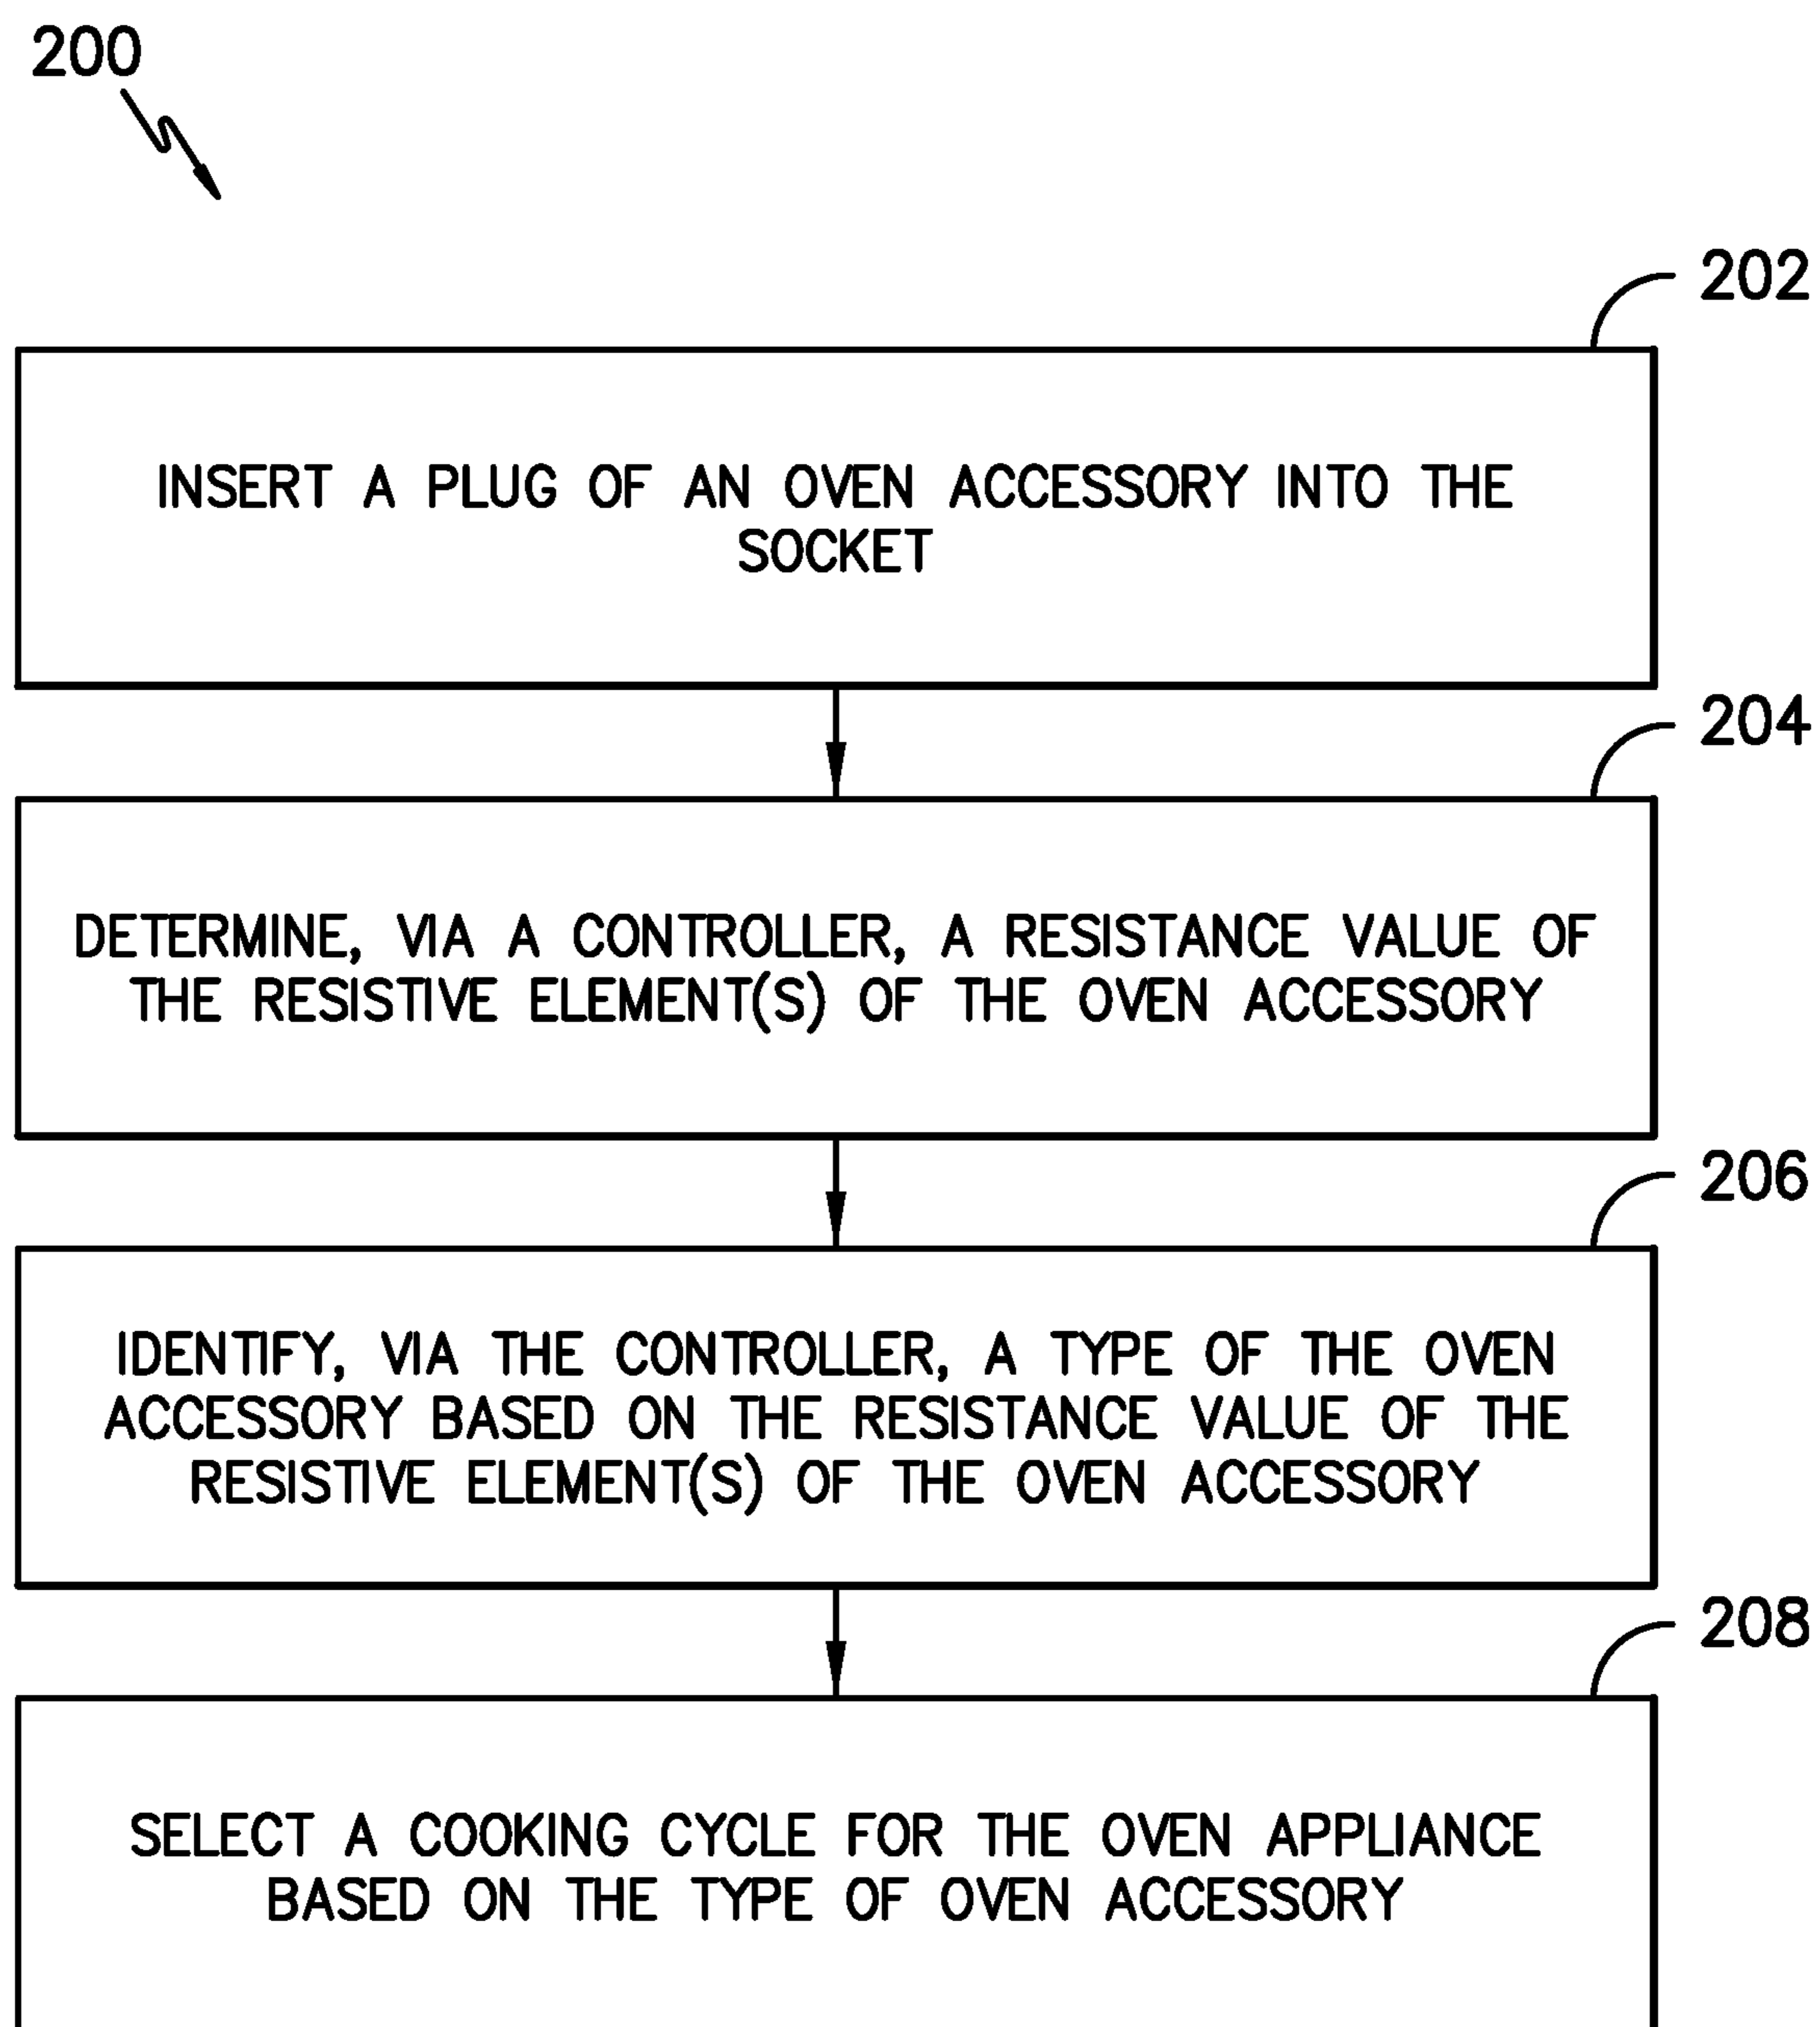 200
202
INSERT A PLUG OF AN OVEN ACCESSORY INTO THE
SOCKET
204
DETERMINE, VIA A CONTROLLER, A RESISTANCE VALUE OF
THE RESISTIVE ELEMENT(S) OF THE OVEN ACCESSORY
206
IDENTIFY, VIA THE CONTROLLER, A TYPE OF THE OVEN
ACCESSORY BASED ON THE RESISTANCE VALUE OF THE
RESISTIVE ELEMENT(S) OF THE OVEN ACCESSORY
208
SELECT A COOKING CYCLE FOR THE OVEN APPLIANCE
BASED ON THE TYPE OF OVEN ACCESSORY